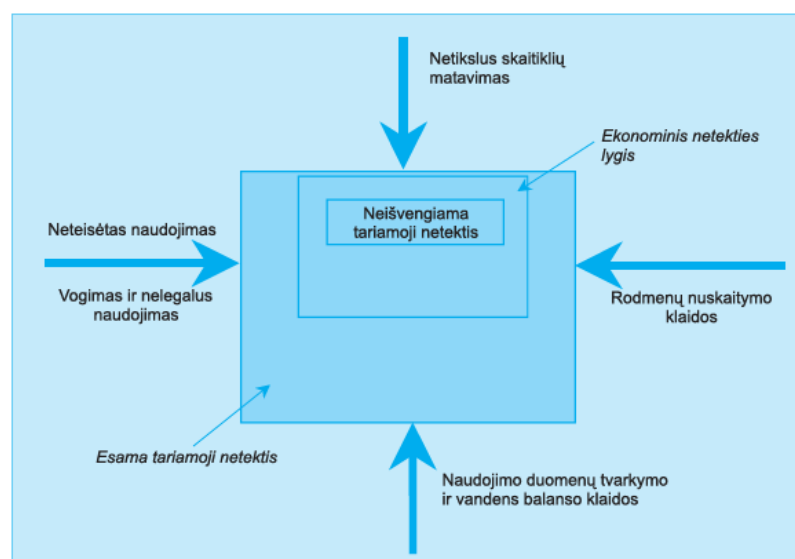 Netikslus skaitiklių
matavimas
Ekonominis netekties
lygis
Neišvengiama
tariamoji netektis
Neteisėtas naudojimas
Vogimas ir nelegalus
naudojimas
Rodmenų nuskaitymo
klaidos
Esama tariamoji netektis
Naudojimo duomenų tvarkymo
ir vandens balanso klaidos